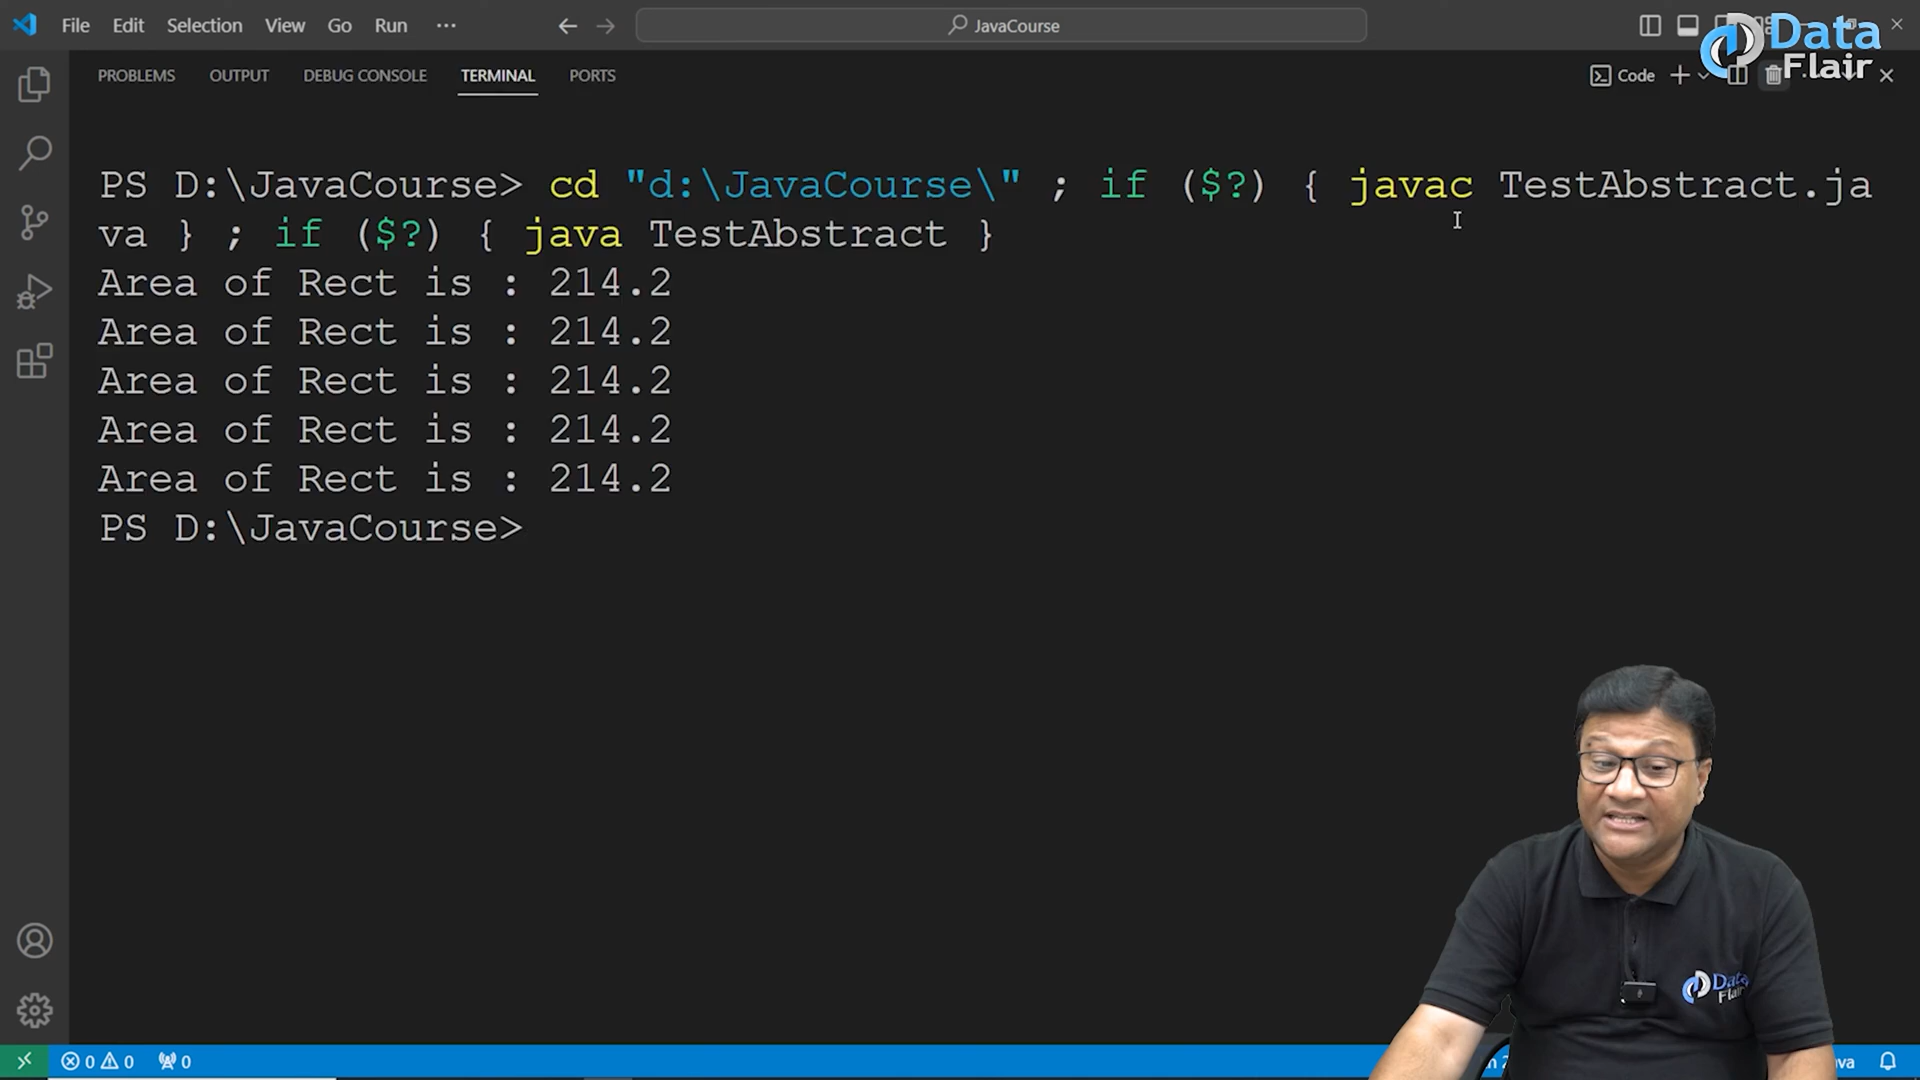 File Edit Selection View Go Run ··· JavaCourse
Data Flair
PROBLEMS OUTPUT DEBUG CONSOLE TERMINAL PORTS Code
PS D:\JavaCourse> cd "d:\JavaCourse\" ; if ($?) { javac TestAbstract.ja
va } ; if ($?) { java TestAbstract }
Area of Rect is : 214.2
Area of Rect is : 214.2
Area of Rect is : 214.2
Area of Rect is : 214.2
Area of Rect is : 214.2
PS D:\JavaCourse>
Data
Flair
0 0 0